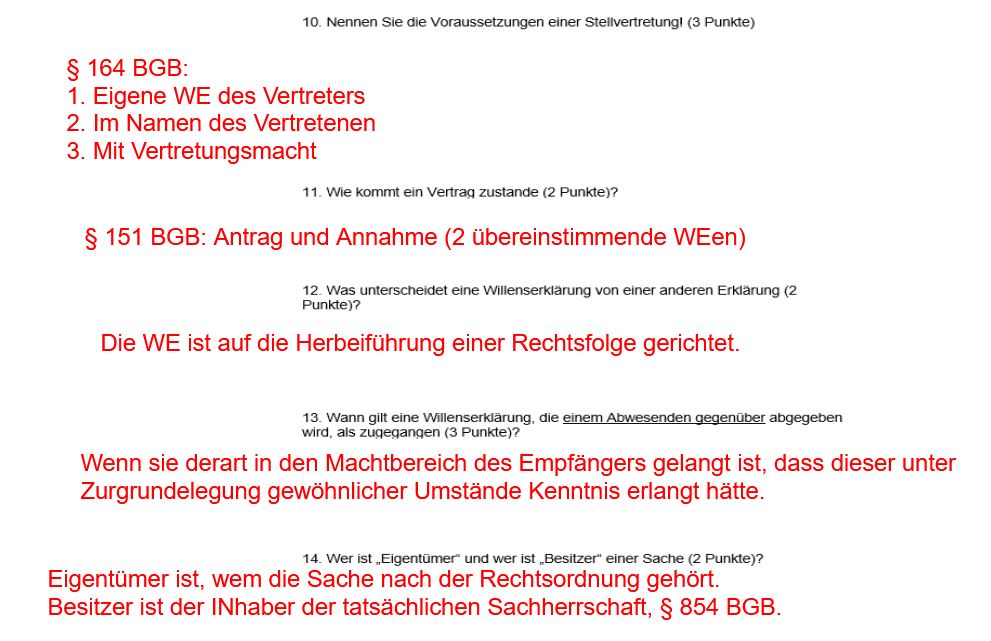 10. Nennen Sie die Voraussetzungen einer Stellvertretung! (3 Punkte)
§ 164 BGB:
1. Eigene WE des Vertreters
2. Im Namen des Vertretenen
3. Mit Vertretungsmacht
11. Wie kommt ein Vertrag zustande (2 Punkte)?
§ 151 BGB: Antrag und Annahme (2 übereinstimmende WEen)
12. Was unterscheidet eine Willenserklärung von einer anderen Erklärung (2
Punkte)?
Die WE ist auf die Herbeiführung einer Rechtsfolge gerichtet.
13. Wann gilt eine Willenserklärung, die einem Abwesenden gegenüber abgegeben
wird, als zugegangen (3 Punkte)?
Wenn sie derart in den Machtbereich des Empfängers gelangt ist, dass dieser unter
Zurgrundelegung gewöhnlicher Umstände Kenntnis erlangt hätte.
14. Wer ist „Eigentümer“ und wer ist „Besitzer“ einer Sache (2 Punkte)?
Eigentümer ist, wem die Sache nach der Rechtsordnung gehört.
Besitzer ist der INhaber der tatsächlichen Sachherrschaft, § 854 BGB.